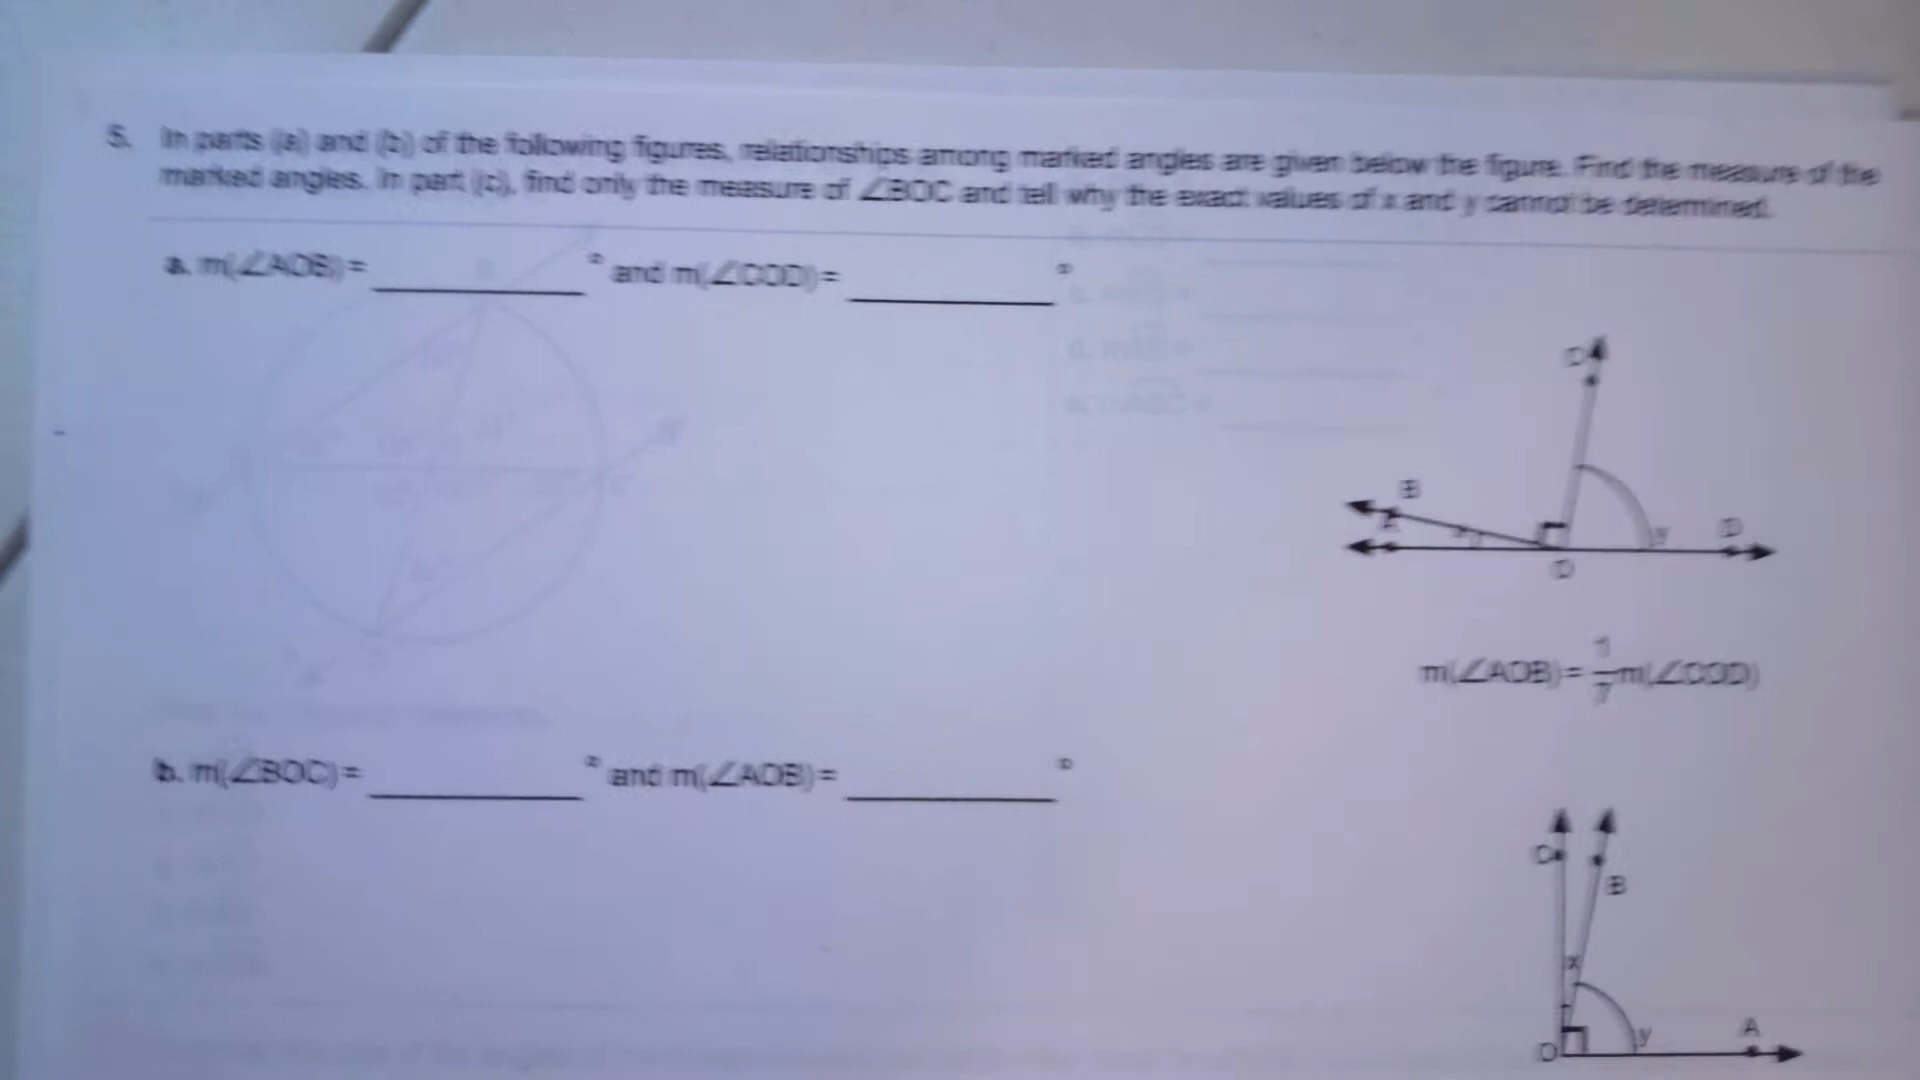 5. In parts (a) and (b) of the following figures, relationships among marked angles are given below the figure. Find the measure of the
marked angles. In part (c), find only the measure of ∠BOC and tell why the exact values of x and y cannot be determined.
a. m(∠AOB)= ° and m(∠COD)= °
C
B
A
x
y
D
O
m(∠AOB)= 1/7 m(∠COD)
b. m(∠BOC)= ° and m(∠AOB)= °
C
B
x
y
A
O